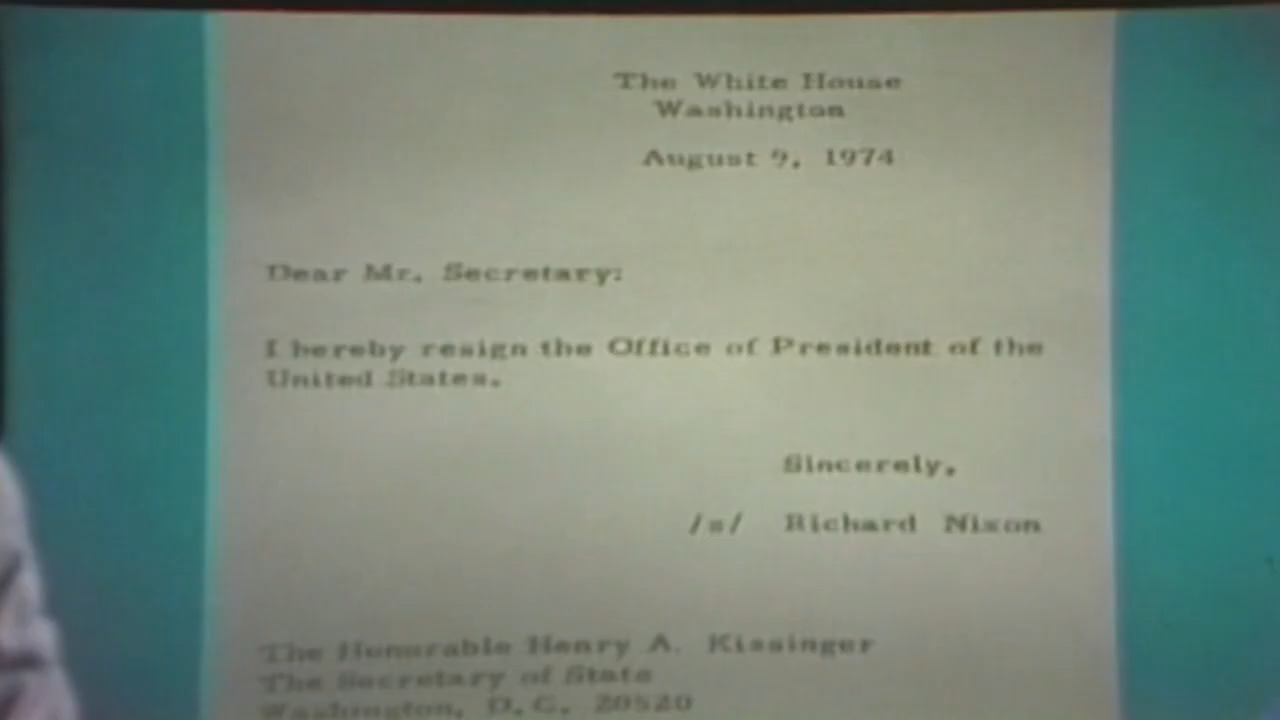 The White House
Washington
August 9, 1974
Dear Mr. Secretary:
I hereby resign the Office of President of the
United States.
Sincerely,
/s/ Richard Nixon
The Honorable Henry A. Kissinger
The Secretary of State
Washington, D.C. 20520